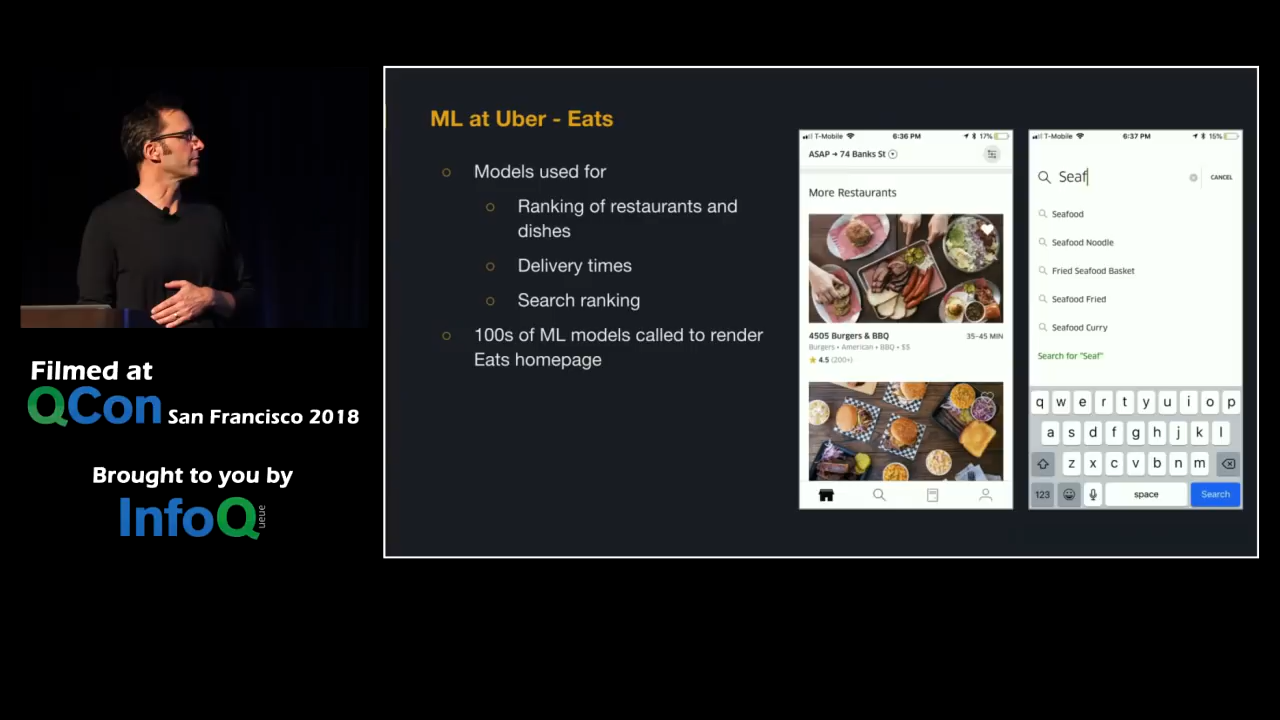 ML at Uber - Eats
Models used for
Ranking of restaurants and
dishes
Delivery times
Search ranking
100s of ML models called to render
Eats homepage
T-Mobile 6:36 PM 17%
ASAP → 74 Banks St
More Restaurants
4505 Burgers & BBQ 35-45 MIN
Burgers • American • BBQ • $$
★ 4.5 (200+)
T-Mobile 6:37 PM 15%
Seaf CANCEL
Seafood
Seafood Noodle
Fried Seafood Basket
Seafood Fried
Seafood Curry
Search for "Seaf"
q w e r t y u i o p
a s d f g h j k l
z x c v b n m
123 space Search
Filmed at
QCon San Francisco 2018
Brought to you by
InfoQ ueue